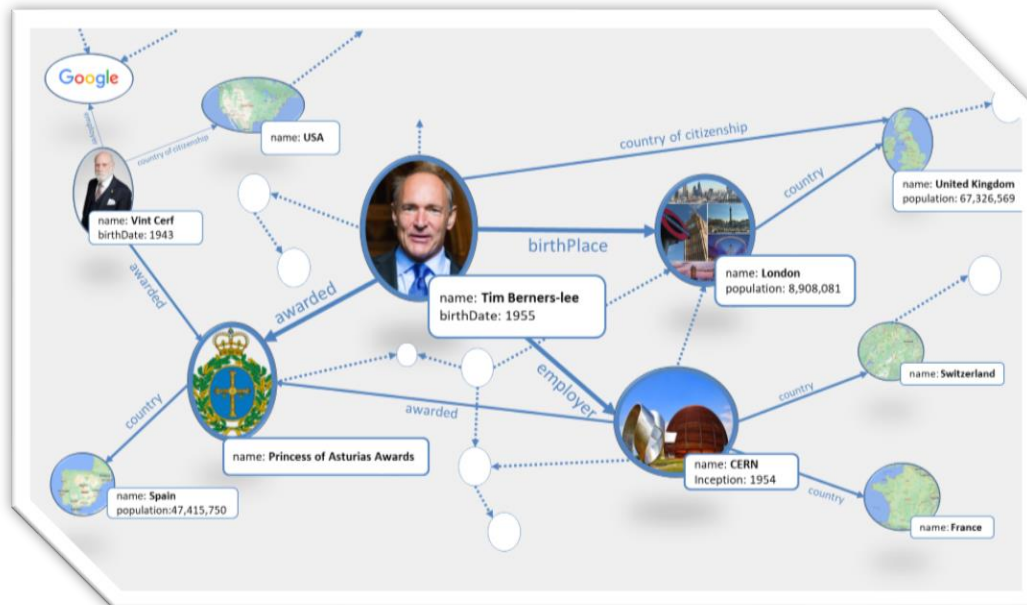 Google
employer
country of citizenship
name: USA
name: Vint Cerf
birthDate: 1943
awarded
country of citizenship
country
name: United Kingdom
population: 67,326,569
birthPlace
name: London
population: 8,908,081
name: Tim Berners-lee
birthDate: 1955
awarded
employer
name: Switzerland
country
awarded
country
name: Princess of Asturias Awards
name: CERN
Inception: 1954
country
name: Spain
population:47,415,750
name: France